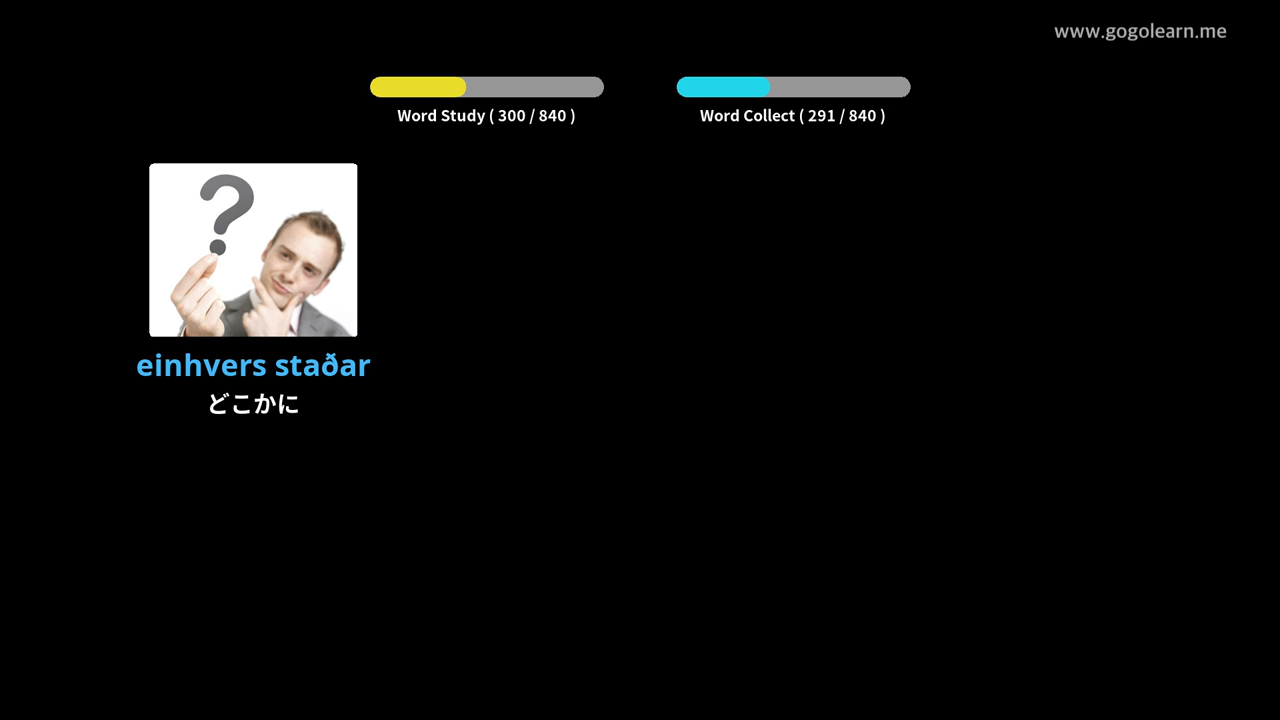 www.gogolearn.me
Word Study ( 300 / 840 )
Word Collect ( 291 / 840 )
?
einhvers staðar
どこかに